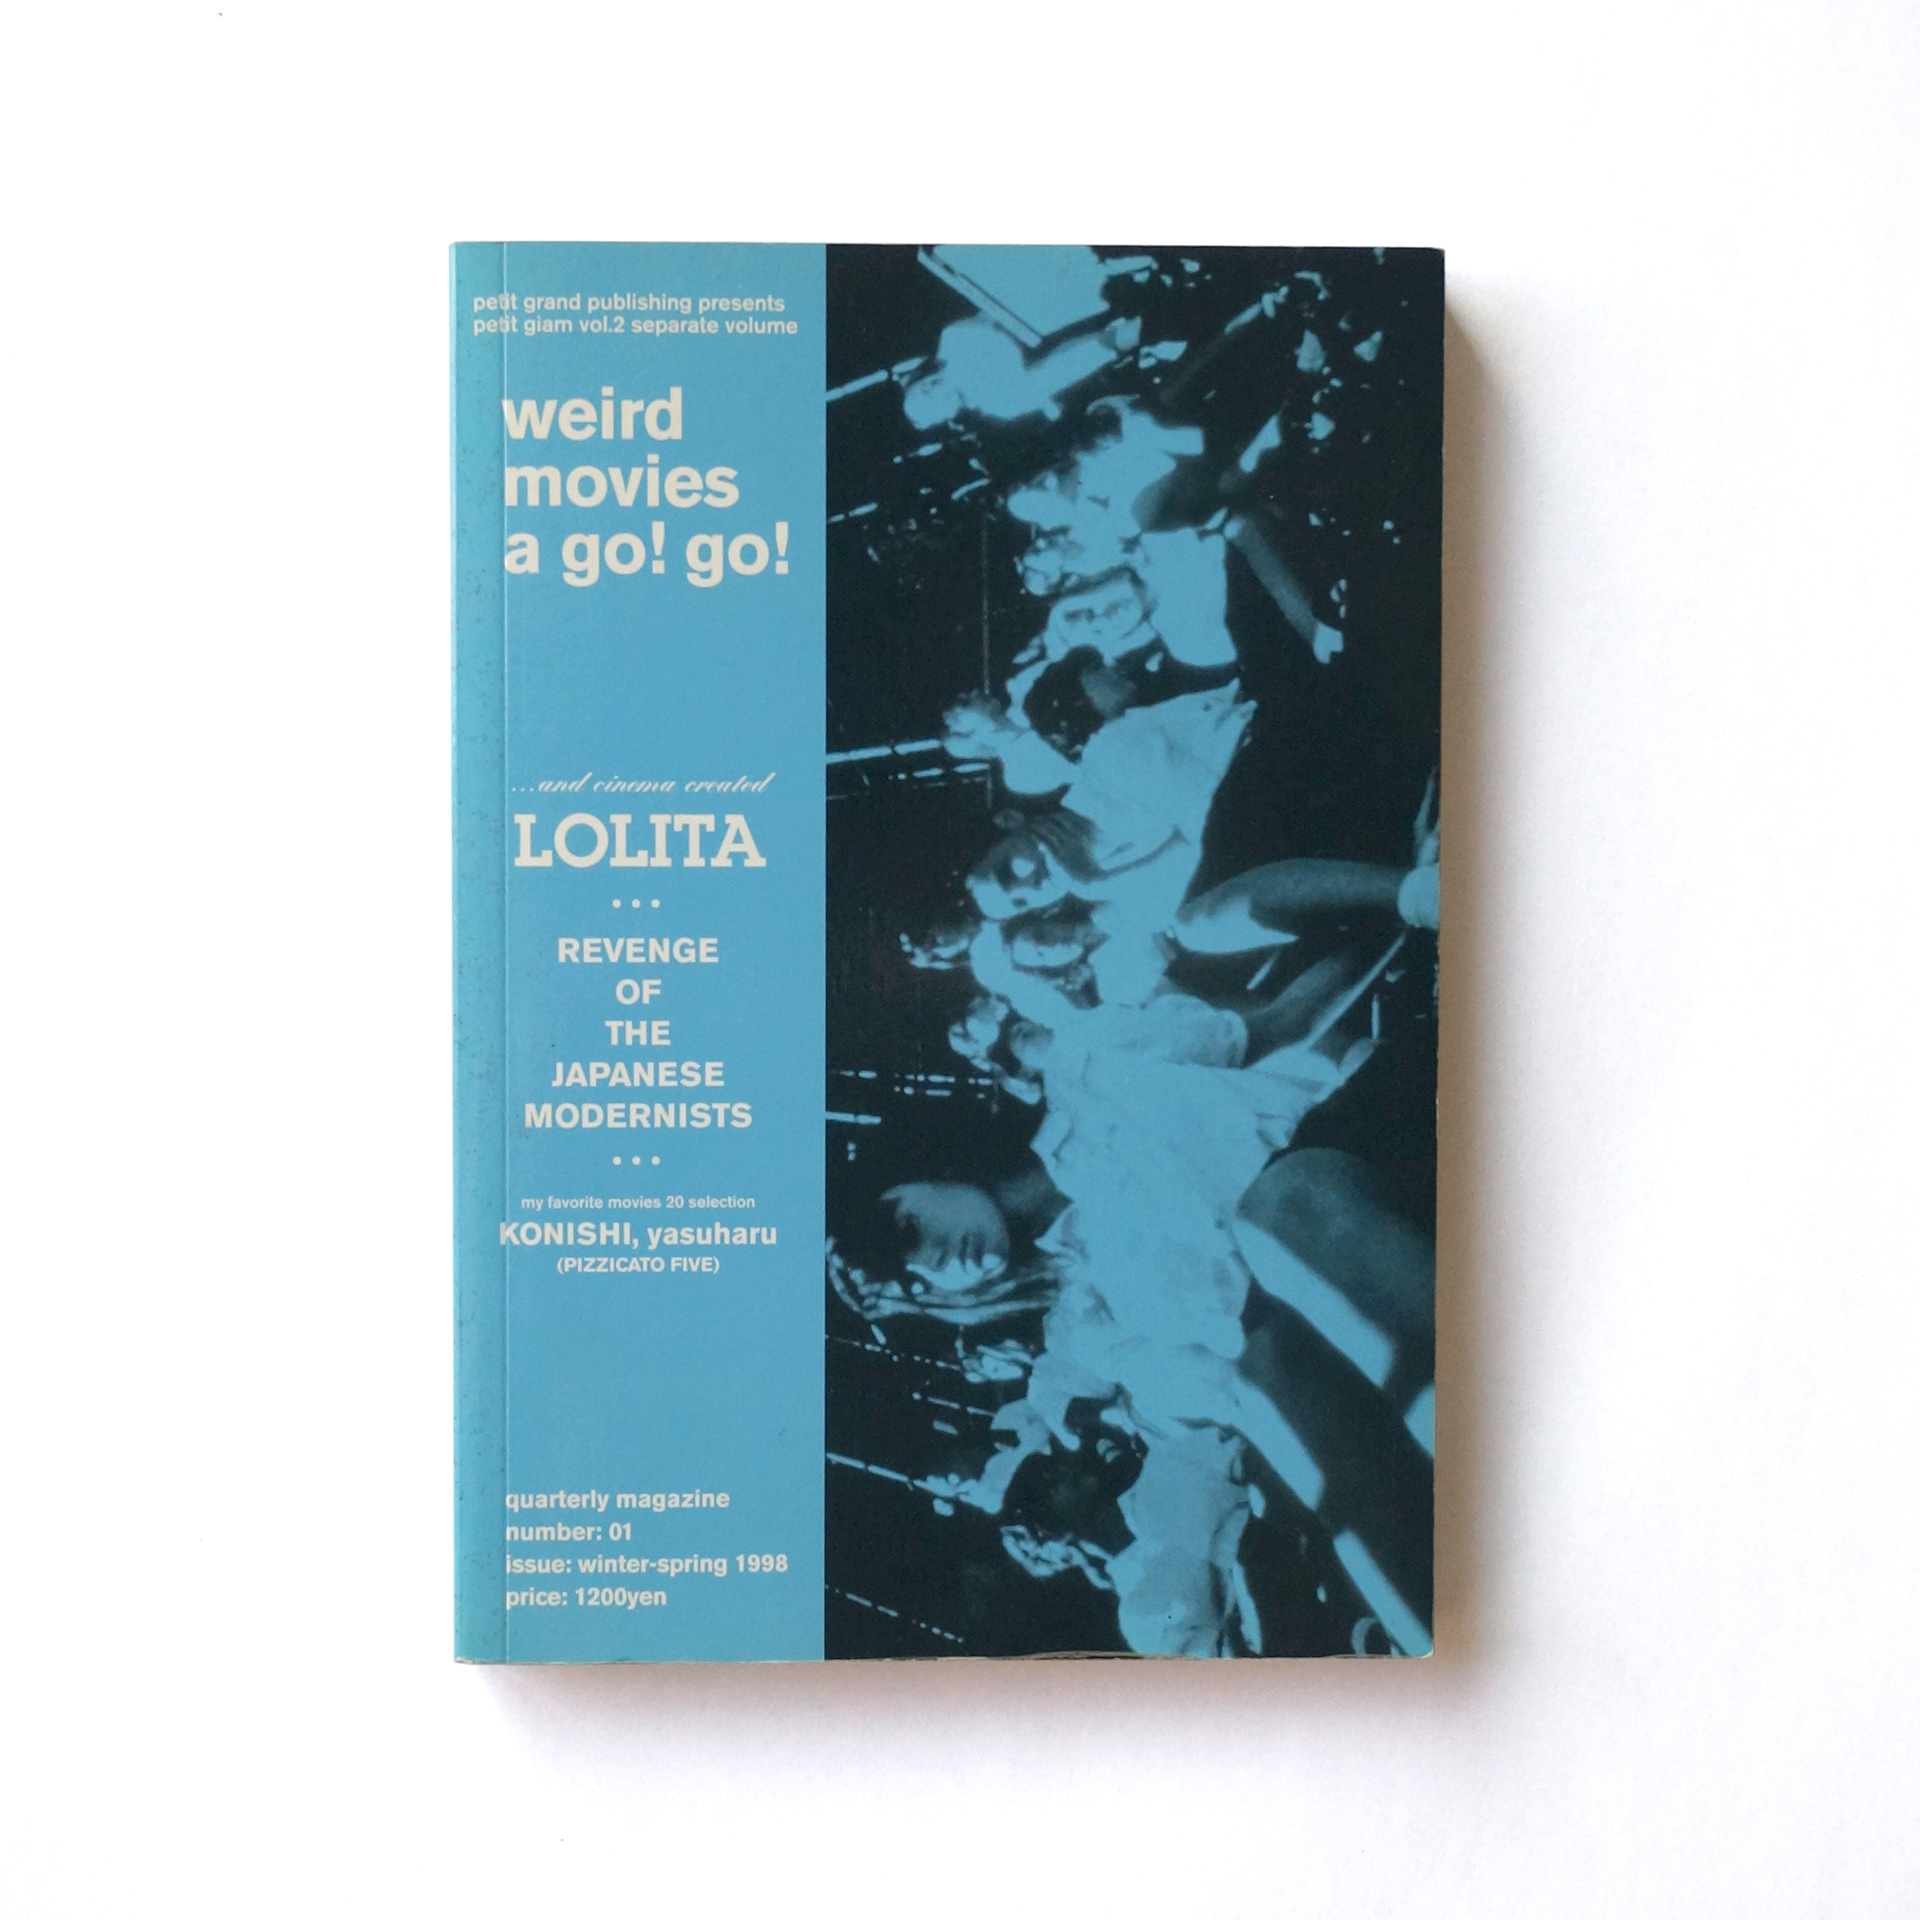 petit grand publishing presents
petit giam vol.2 separate volume
weird
movies
a go! go!
...and cinema created
LOLITA
•••
REVENGE
OF
THE
JAPANESE
MODERNISTS
•••
my favorite movies 20 selection
KONISHI, yasuharu
(PIZZICATO FIVE)
quarterly magazine
number: 01
issue: winter-spring 1998
price: 1200yen